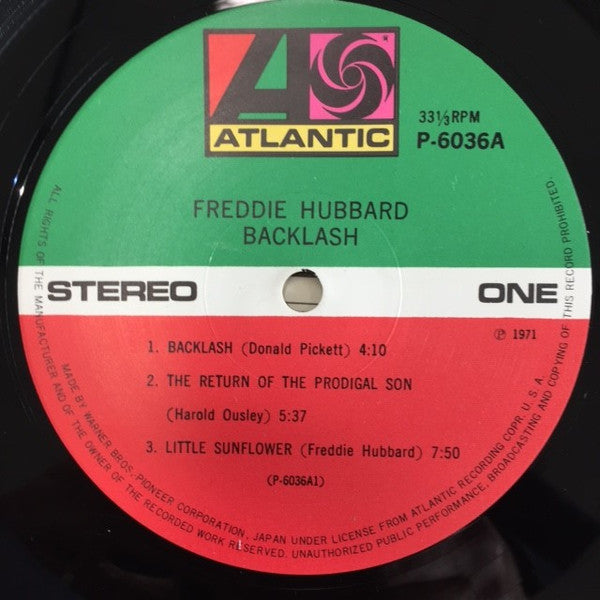 ATLANTIC
33⅓RPM
P-6036A
FREDDIE HUBBARD
BACKLASH
STEREO
ONE
℗ 1971
1. BACKLASH (Donald Pickett) 4:10
2. THE RETURN OF THE PRODIGAL SON
(Harold Ousley) 5:37
3. LITTLE SUNFLOWER (Freddie Hubbard) 7:50
(P-6036A1)
MADE BY WARNER BROS.-PIONEER CORPORATION, JAPAN UNDER LICENSE FROM ATLANTIC RECORDING COPR. U. S. A.
ALL RIGHTS OF THE MANUFACTURER AND OF THE OWNER OF THE RECORDED WORK RESERVED. UNAUTHORIZED PUBLIC PERFORMANCE, BROADCASTING AND COPYING OF THIS RECORD PROHIBITED.